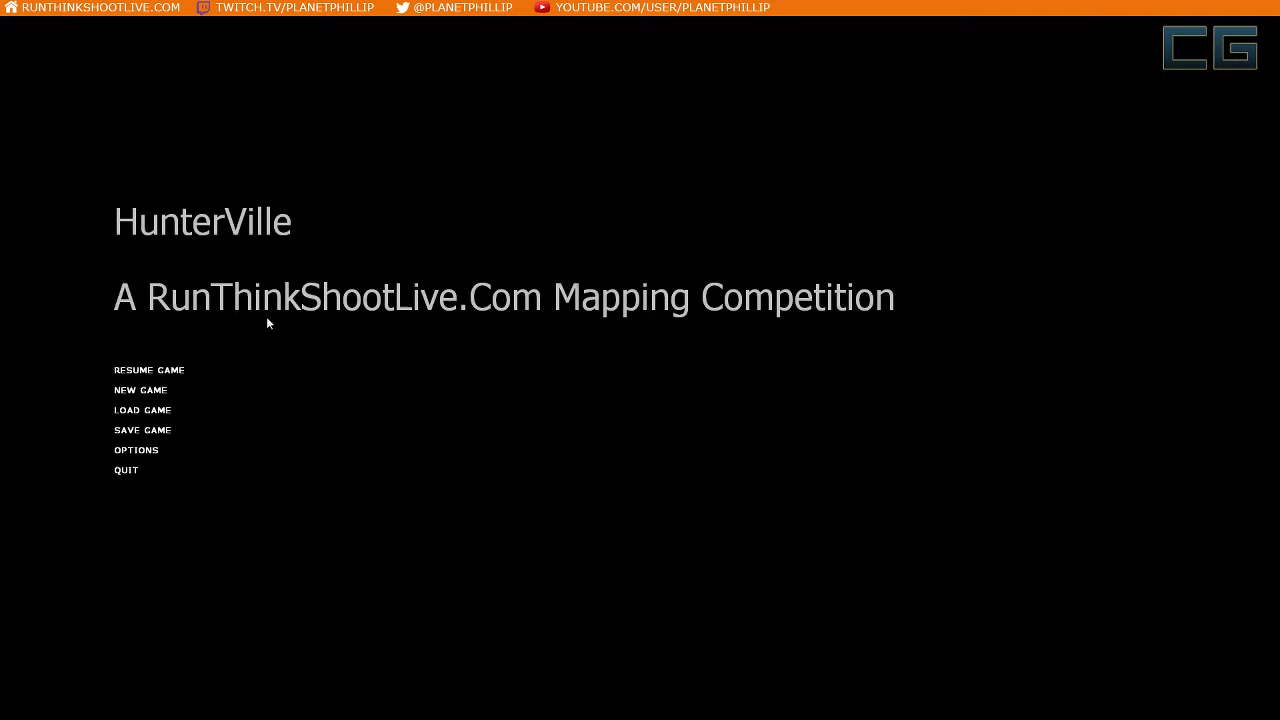 RUNTHINKSHOOTLIVE.COM TWITCH.TV/PLANETPHILLIP @PLANETPHILLIP YOUTUBE.COM/USER/PLANETPHILLIP
CG
HunterVille
A RunThinkShootLive.Com Mapping Competition
RESUME GAME
NEW GAME
LOAD GAME
SAVE GAME
OPTIONS
QUIT